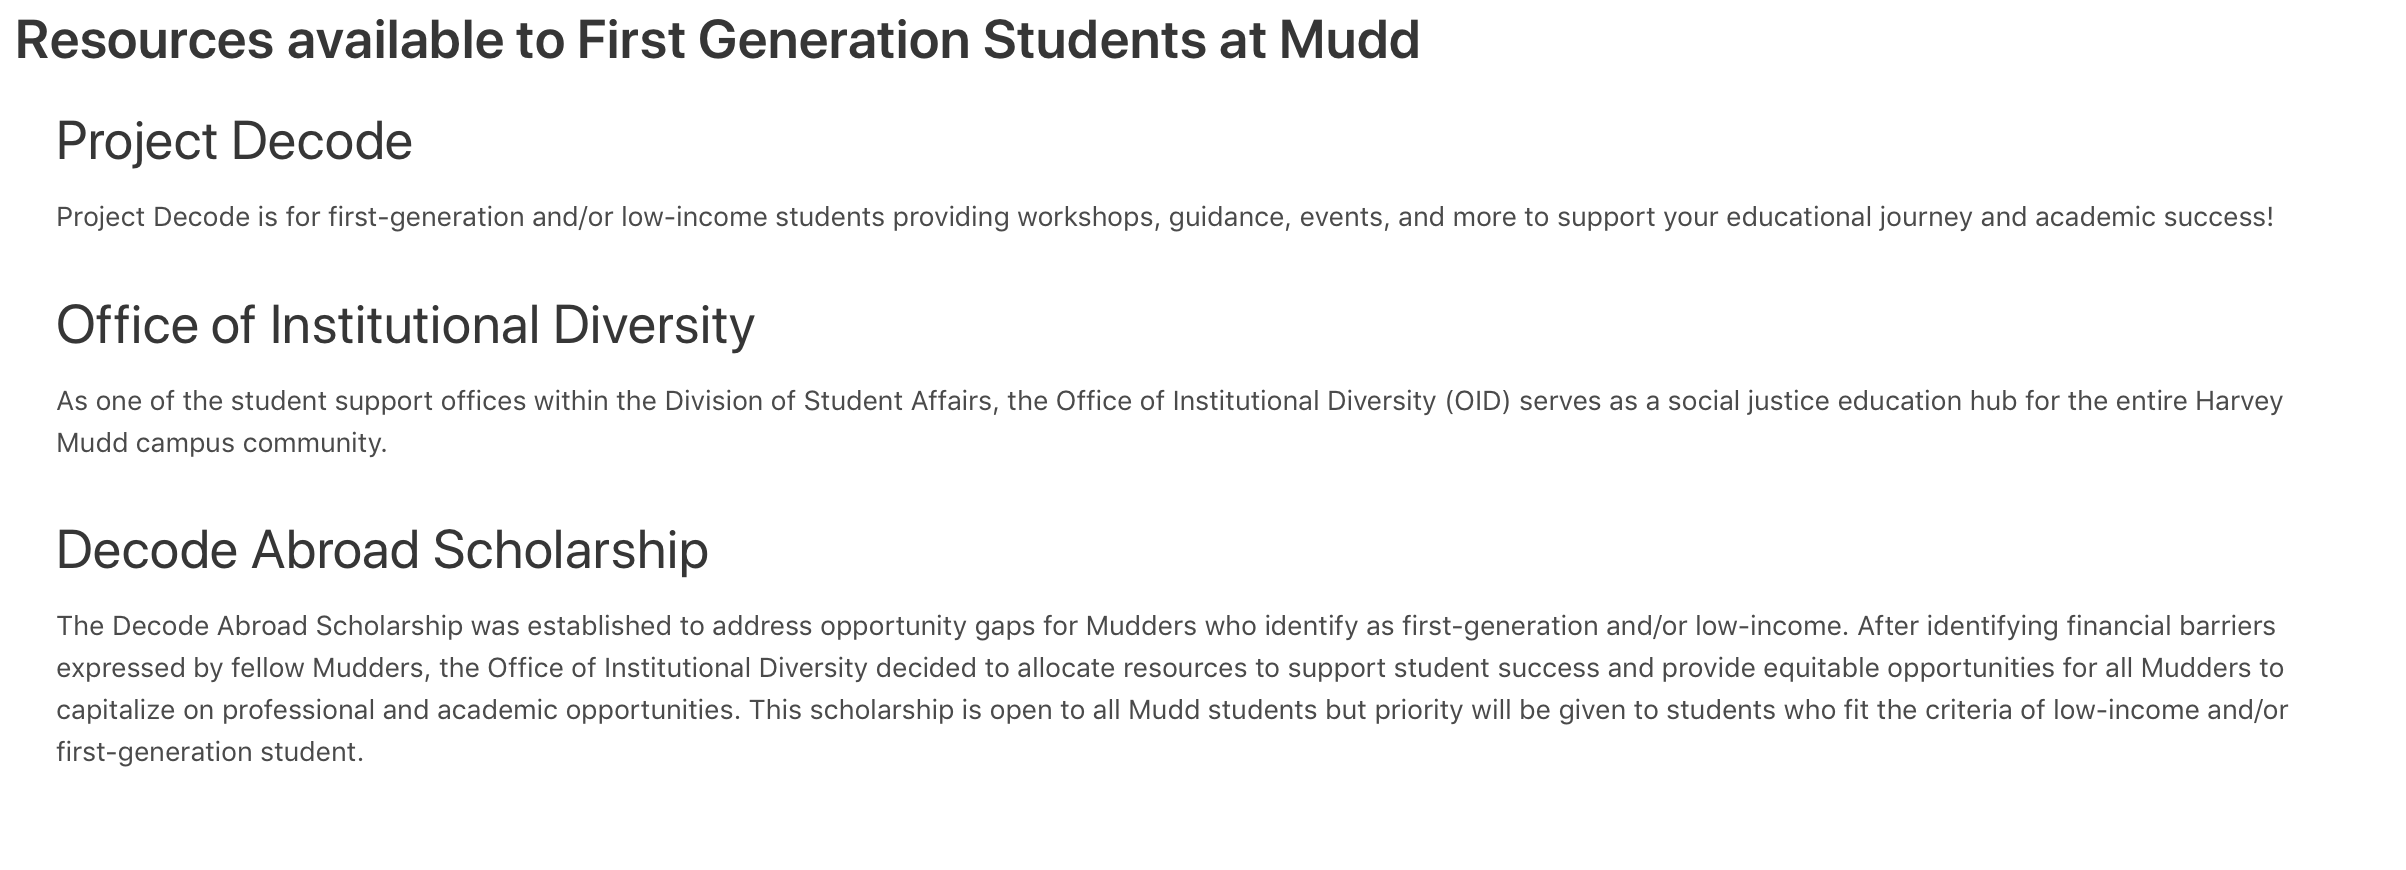 Resources available to First Generation Students at Mudd
Project Decode
Project Decode is for first-generation and/or low-income students providing workshops, guidance, events, and more to support your educational journey and academic success!
Office of Institutional Diversity
As one of the student support offices within the Division of Student Affairs, the Office of Institutional Diversity (OID) serves as a social justice education hub for the entire Harvey
Mudd campus community.
Decode Abroad Scholarship
The Decode Abroad Scholarship was established to address opportunity gaps for Mudders who identify as first-generation and/or low-income. After identifying financial barriers
expressed by fellow Mudders, the Office of Institutional Diversity decided to allocate resources to support student success and provide equitable opportunities for all Mudders to
capitalize on professional and academic opportunities. This scholarship is open to all Mudd students but priority will be given to students who fit the criteria of low-income and/or
first-generation student.